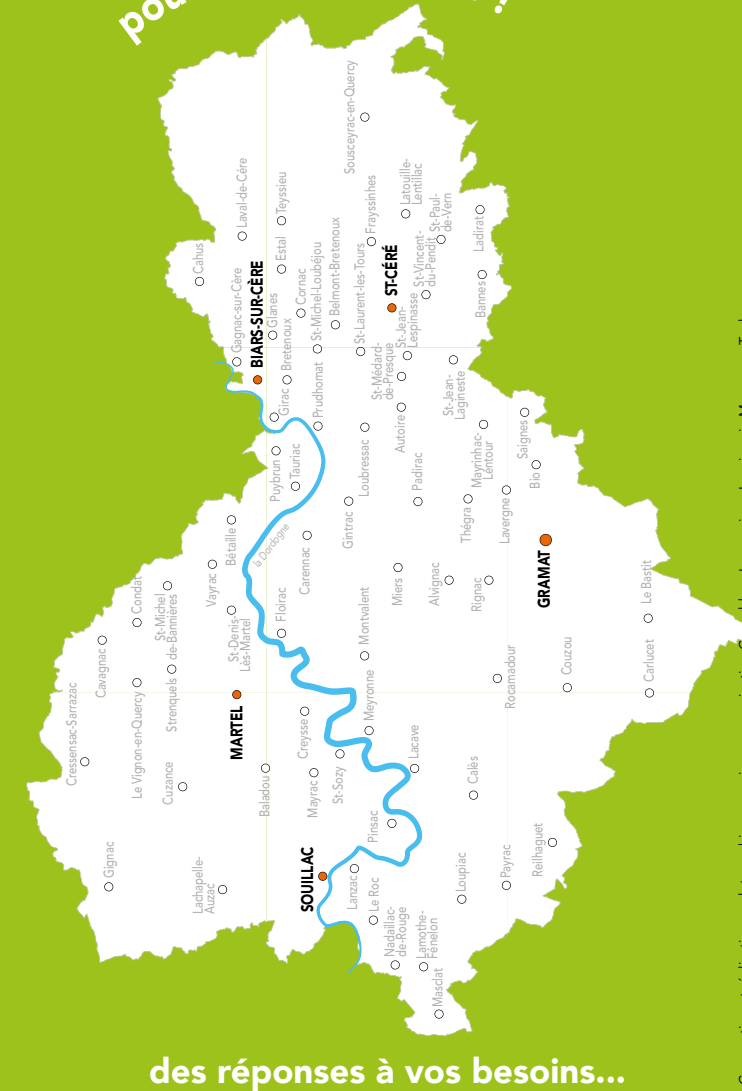 pou
des réponses à vos besoins...
Sousceyrac-en-Quercy
Laval-de-Cère
Teyssieu
Latouille-
Lentillac
Frayssinhes
St-Paul-
de-Vern
Ladirat
Cahus
Estal
Gagnac-sur-Cère
BIARS-SUR-CÈRE
Glanes
Cornac
St-Michel-Loubéjou
Belmont-Bretenoux
St-Laurent-les-Tours
ST-CÉRÉ
St-Vincent-
du-Pendit
Bannes
Bretenoux
Girac
Prudhomat
St-Médard-
de-Presque
St-Jean-
Lespinasse
St-Jean-
Lagineste
Autoire
Loubressac
Puybrun
Tauriac
Gintrac
Padirac
Mayrinhac-
Lentour
Saignes
Bio
Thégra
Lavergne
GRAMAT
la Dordogne
Bétaille
Vayrac
Carennac
Miers
Alvignac
Rignac
Condat
St-Michel
de-Bannières
Cavagnac
Strenquels
St-Denis-
Lès-Martel
Floirac
Montvalent
Le Bastit
Carlucet
Couzou
Rocamadour
Le Vignon-en-Quercy
MARTEL
Cressensac-Sarrazac
Cuzance
Creysse
Meyronne
Baladou
Mayrac
St-Sozy
Lacave
Calès
Pinsac
Reilhaguet
Gignac
Lachapelle-
Auzac
SOUILLAC
Lanzac
Le Roc
Loupiac
Payrac
Nadaillac-
de-Rouge
Lamothe-
Fénelon
Masclat